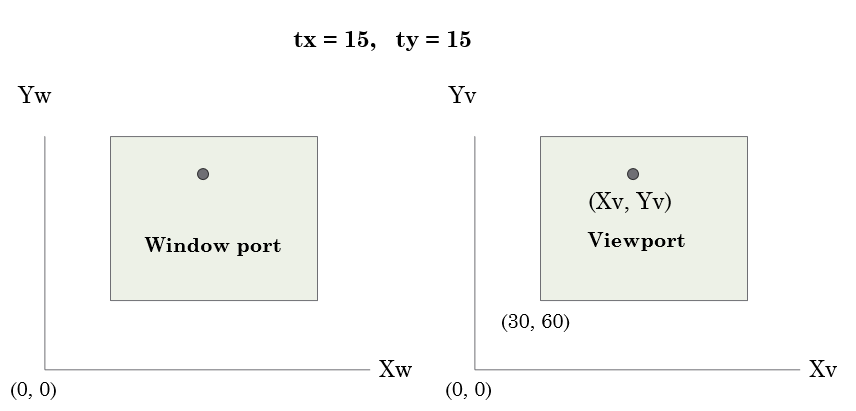 tx = 15, ty = 15
Yw
Yv
(Xv, Yv)
Window port
Viewport
(30, 60)
Xw
Xv
(0, 0)
(0, 0)